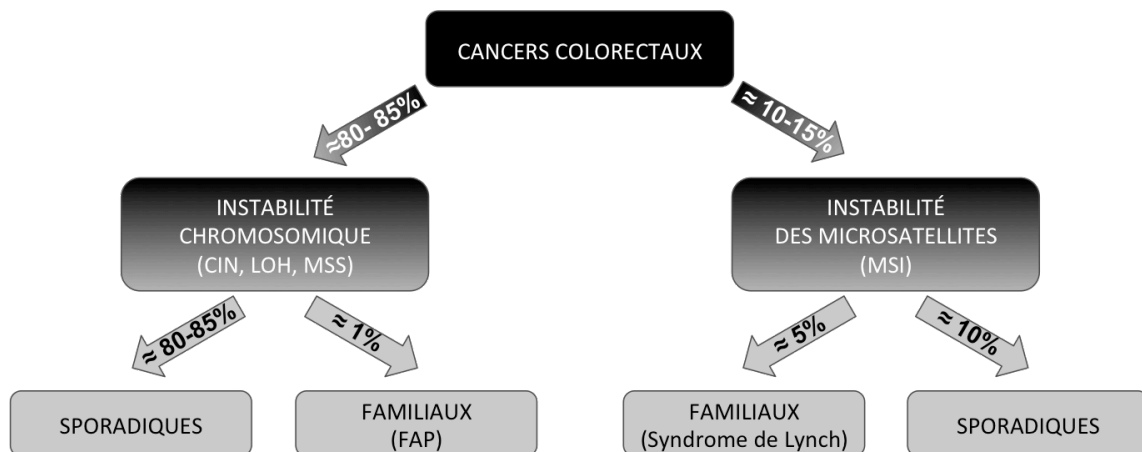 CANCERS COLORECTAUX
≈80- 85%
≈ 10-15%
INSTABILITÉ
CHROMOSOMIQUE
(CIN, LOH, MSS)
INSTABILITÉ
DES MICROSATELLITES
(MSI)
≈ 80-85%
≈ 1%
≈ 5%
≈ 10%
SPORADIQUES
FAMILIAUX
(FAP)
FAMILIAUX
(Syndrome de Lynch)
SPORADIQUES